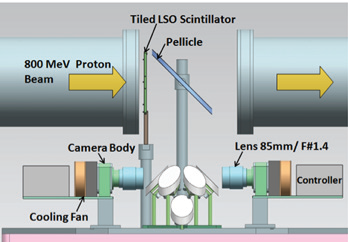 Tiled LSO Scintillator
Pellicle
800 MeV Proton
Beam
Camera Body
Lens 85mm/ F#1.4
Controller
Cooling Fan